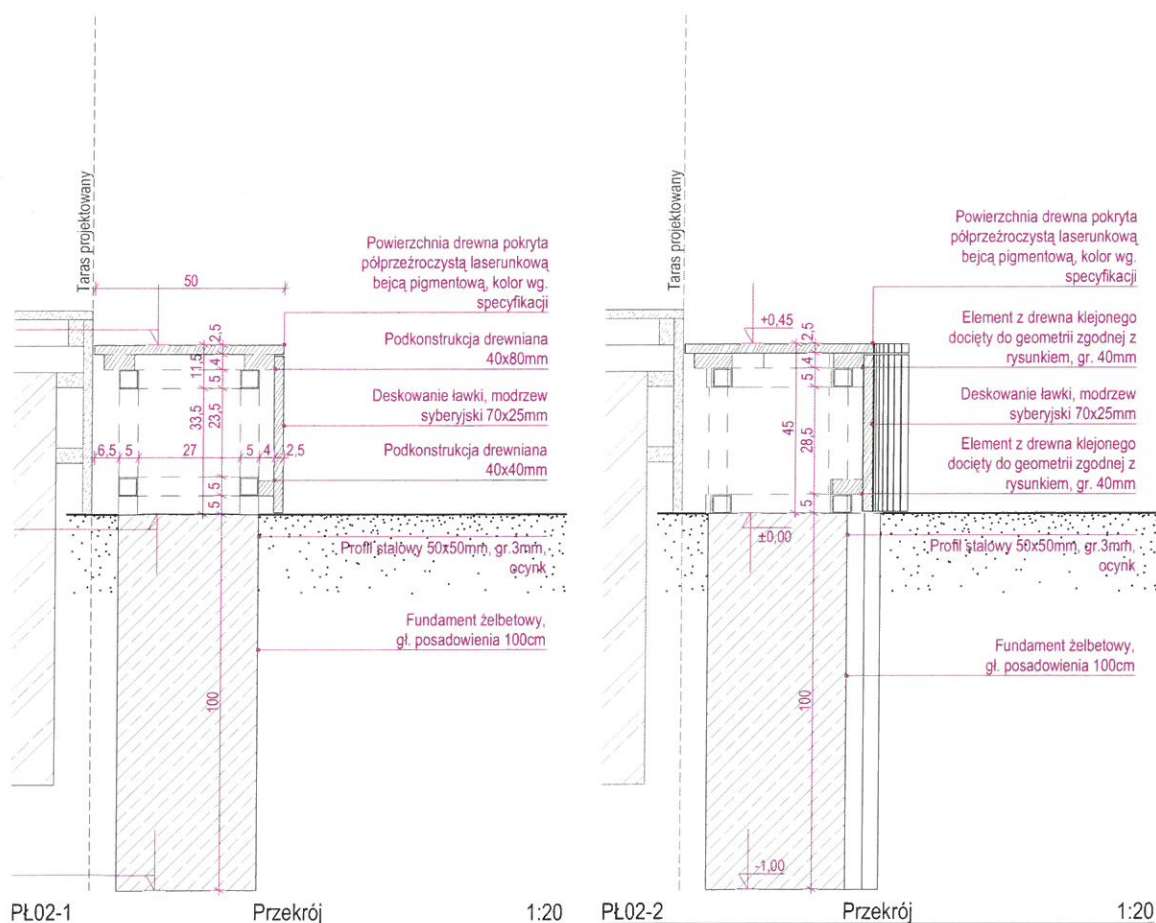 Taras projektowany
50
Powierzchnia drewna pokryta
półprzeźroczystą laserunkową
bejcą pigmentową, kolor wg.
specyfikacji
Podkonstrukcja drewniana
40x80mm
Deskowanie ławki, modrzew
syberyjski 70x25mm
Podkonstrukcja drewniana
40x40mm
2,5
11,5
4
5
33,5
23,5
6,5
5
27
5
4
2,5
5
5
Profil stalowy 50x50mm, gr.3mm,
ocynk
Fundament żelbetowy,
gł. posadowienia 100cm
100
PŁ02-1
Przekrój
1:20
Taras projektowany
Powierzchnia drewna pokryta
półprzeźroczystą laserunkową
bejcą pigmentową, kolor wg.
specyfikacji
Element z drewna klejonego
docięty do geometrii zgodnej z
rysunkiem, gr. 40mm
Deskowanie ławki, modrzew
syberyjski 70x25mm
Element z drewna klejonego
docięty do geometrii zgodnej z
rysunkiem, gr. 40mm
+0,45
2,5
4
5
45
28,5
5
±0,00
Profil stalowy 50x50mm, gr.3mm,
ocynk
Fundament żelbetowy,
gł. posadowienia 100cm
100
-1,00
PŁ02-2
Przekrój
1:20